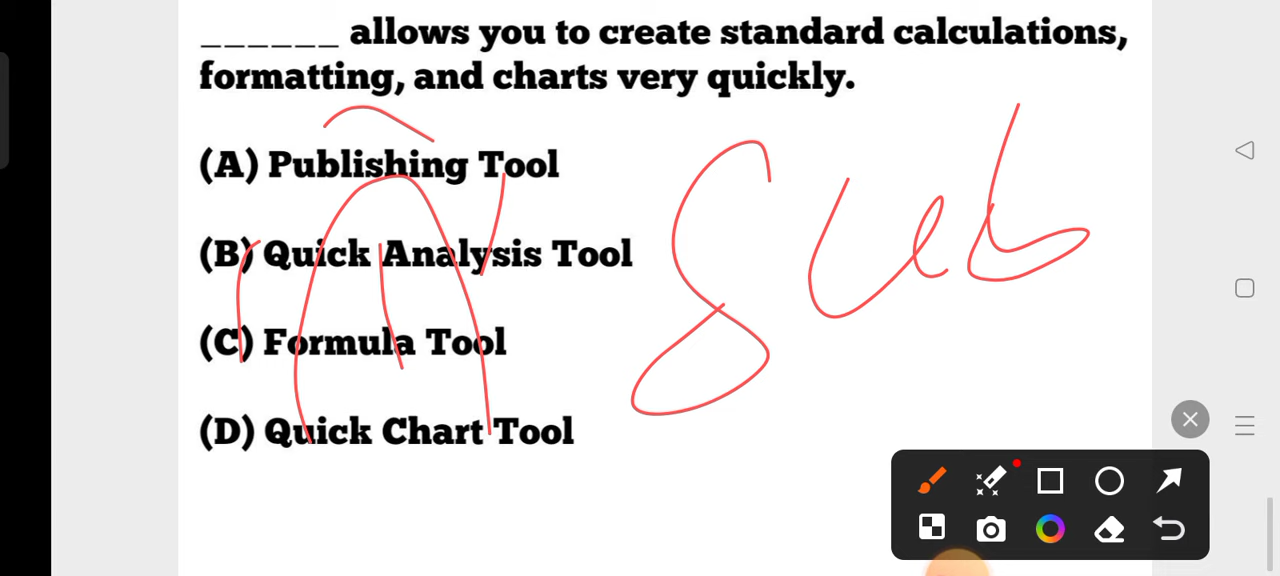 ______ allows you to create standard calculations,
formatting, and charts very quickly.
(A) Publishing Tool
(B) Quick Analysis Tool
(C) Formula Tool
(D) Quick Chart Tool